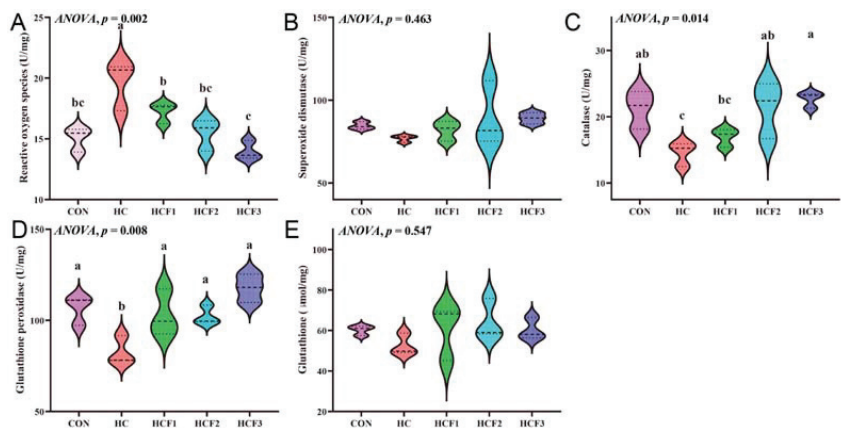 A
ANOVA, p = 0.002
Reactive oxygen species (U/mg)
25
20
15
10
bc
a
b
bc
c
CON HC HCF1 HCF2 HCF3
B
ANOVA, p = 0.463
Superoxide dismutase (U/mg)
150
100
50
CON HC HCF1 HCF2 HCF3
C
ANOVA, p = 0.014
Catalase (U/mg)
30
20
10
ab
c
bc
ab
a
CON HC HCF1 HCF2 HCF3
D
ANOVA, p = 0.008
Glutathione peroxidase (U/mg)
150
100
50
a
b
a
a
a
CON HC HCF1 HCF2 HCF3
E
ANOVA, p = 0.547
Glutathione ( mol/mg)
100
80
60
40
20
CON HC HCF1 HCF2 HCF3